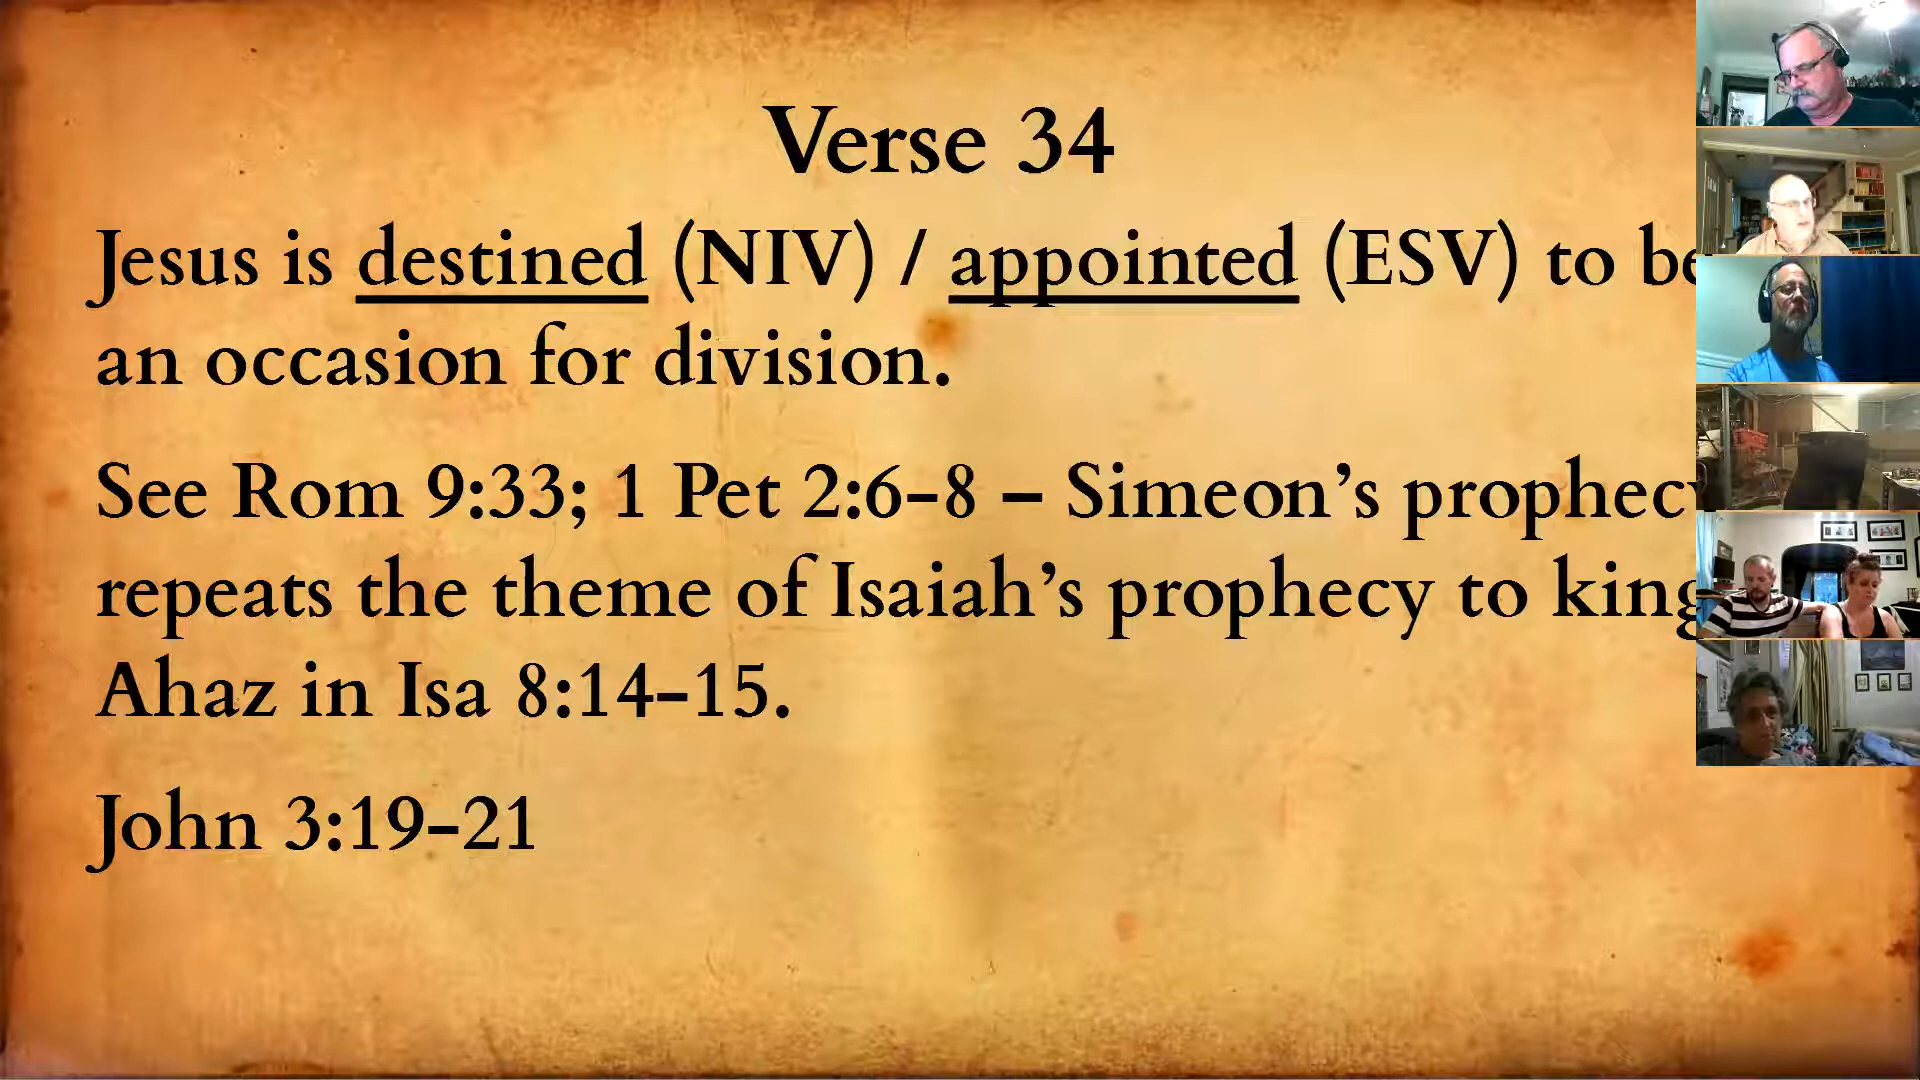 Verse 34
Jesus is destined (NIV) / appointed (ESV) to be
an occasion for division.
See Rom 9:33; 1 Pet 2:6-8 – Simeon’s prophecy
repeats the theme of Isaiah’s prophecy to king
Ahaz in Isa 8:14-15.
John 3:19-21